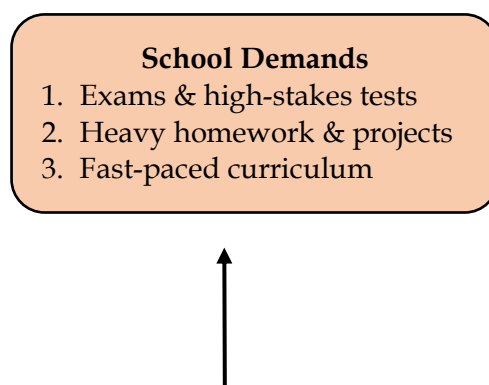 School Demands
1. Exams & high-stakes tests
2. Heavy homework & projects
3. Fast-paced curriculum